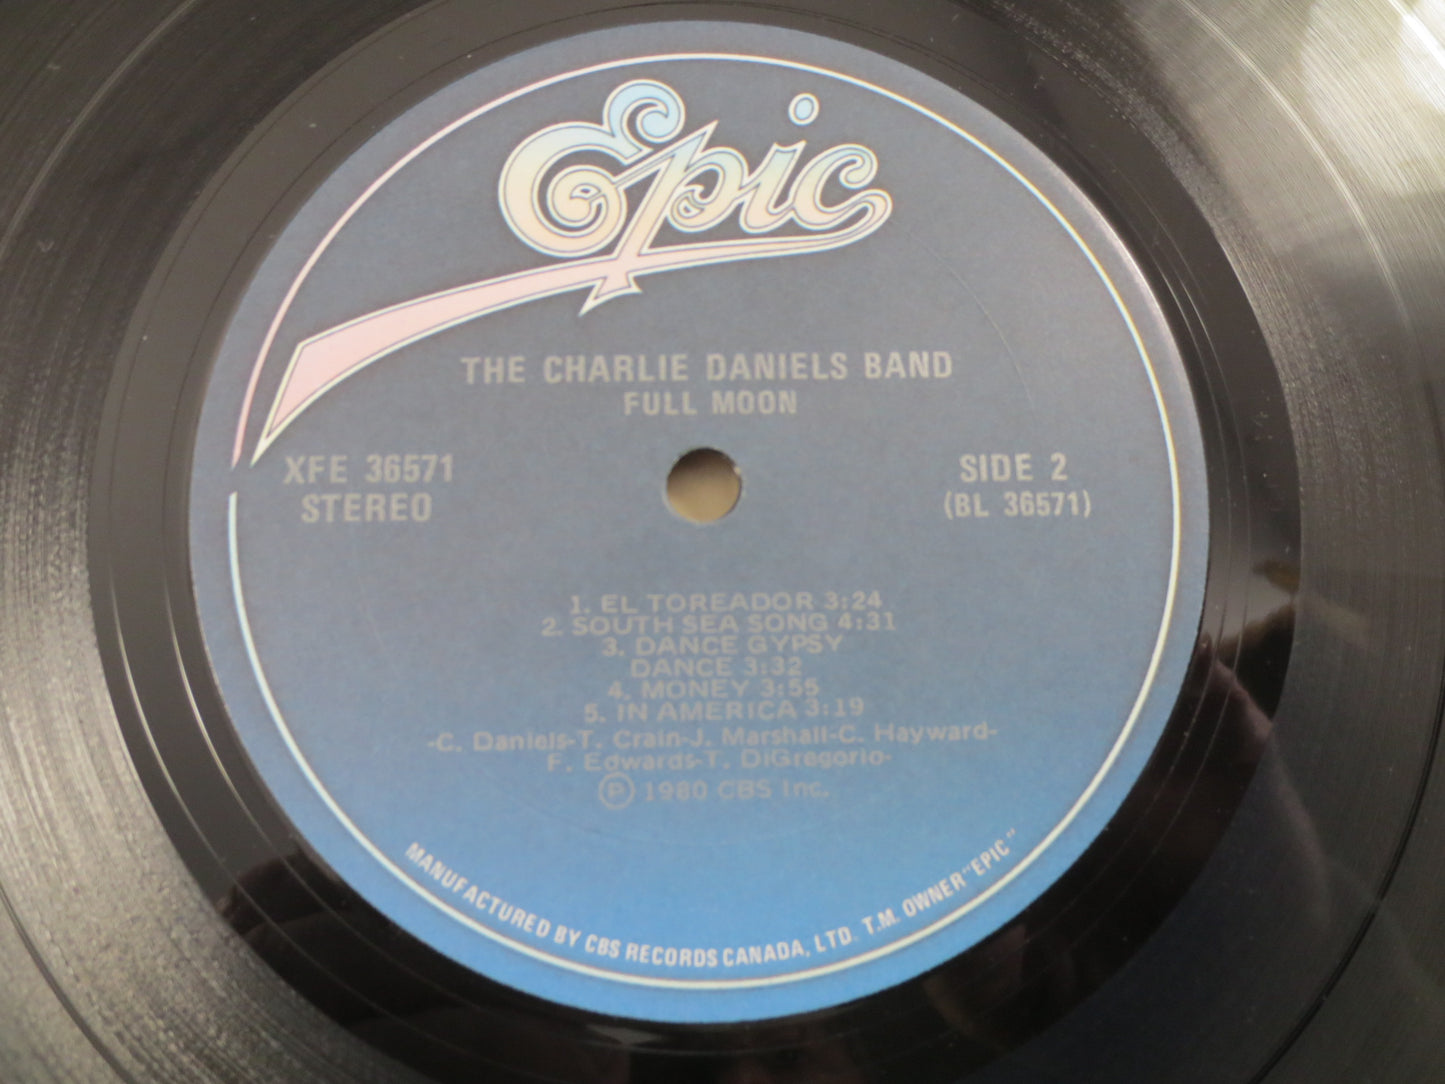 Epic
THE CHARLIE DANIELS BAND
FULL MOON
XFE 36571
STEREO
SIDE 2
(BL 36571)
1. EL TOREADOR 3:24
2. SOUTH SEA SONG 4:31
3. DANCE GYPSY
DANCE 3:32
4. MONEY 3:55
5. IN AMERICA 3:19
-C. Daniels-T. Crain-J. Marshall-C. Hayward-
F. Edwards-T. DiGregorio-
Ⓟ 1980 CBS Inc.
MANUFACTURED BY CBS RECORDS CANADA, LTD. T.M. OWNER-"EPIC"